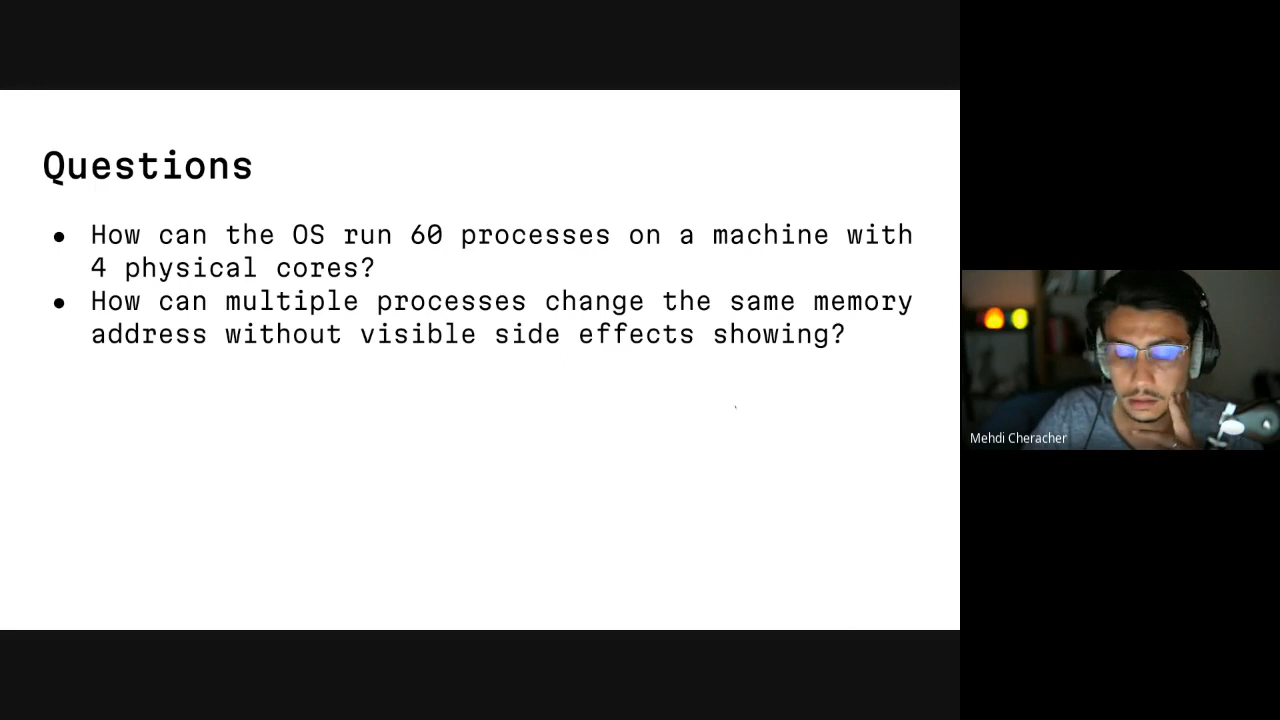 Questions
● How can the OS run 60 processes on a machine with
4 physical cores?
● How can multiple processes change the same memory
address without visible side effects showing?
Mehdi Cheracher